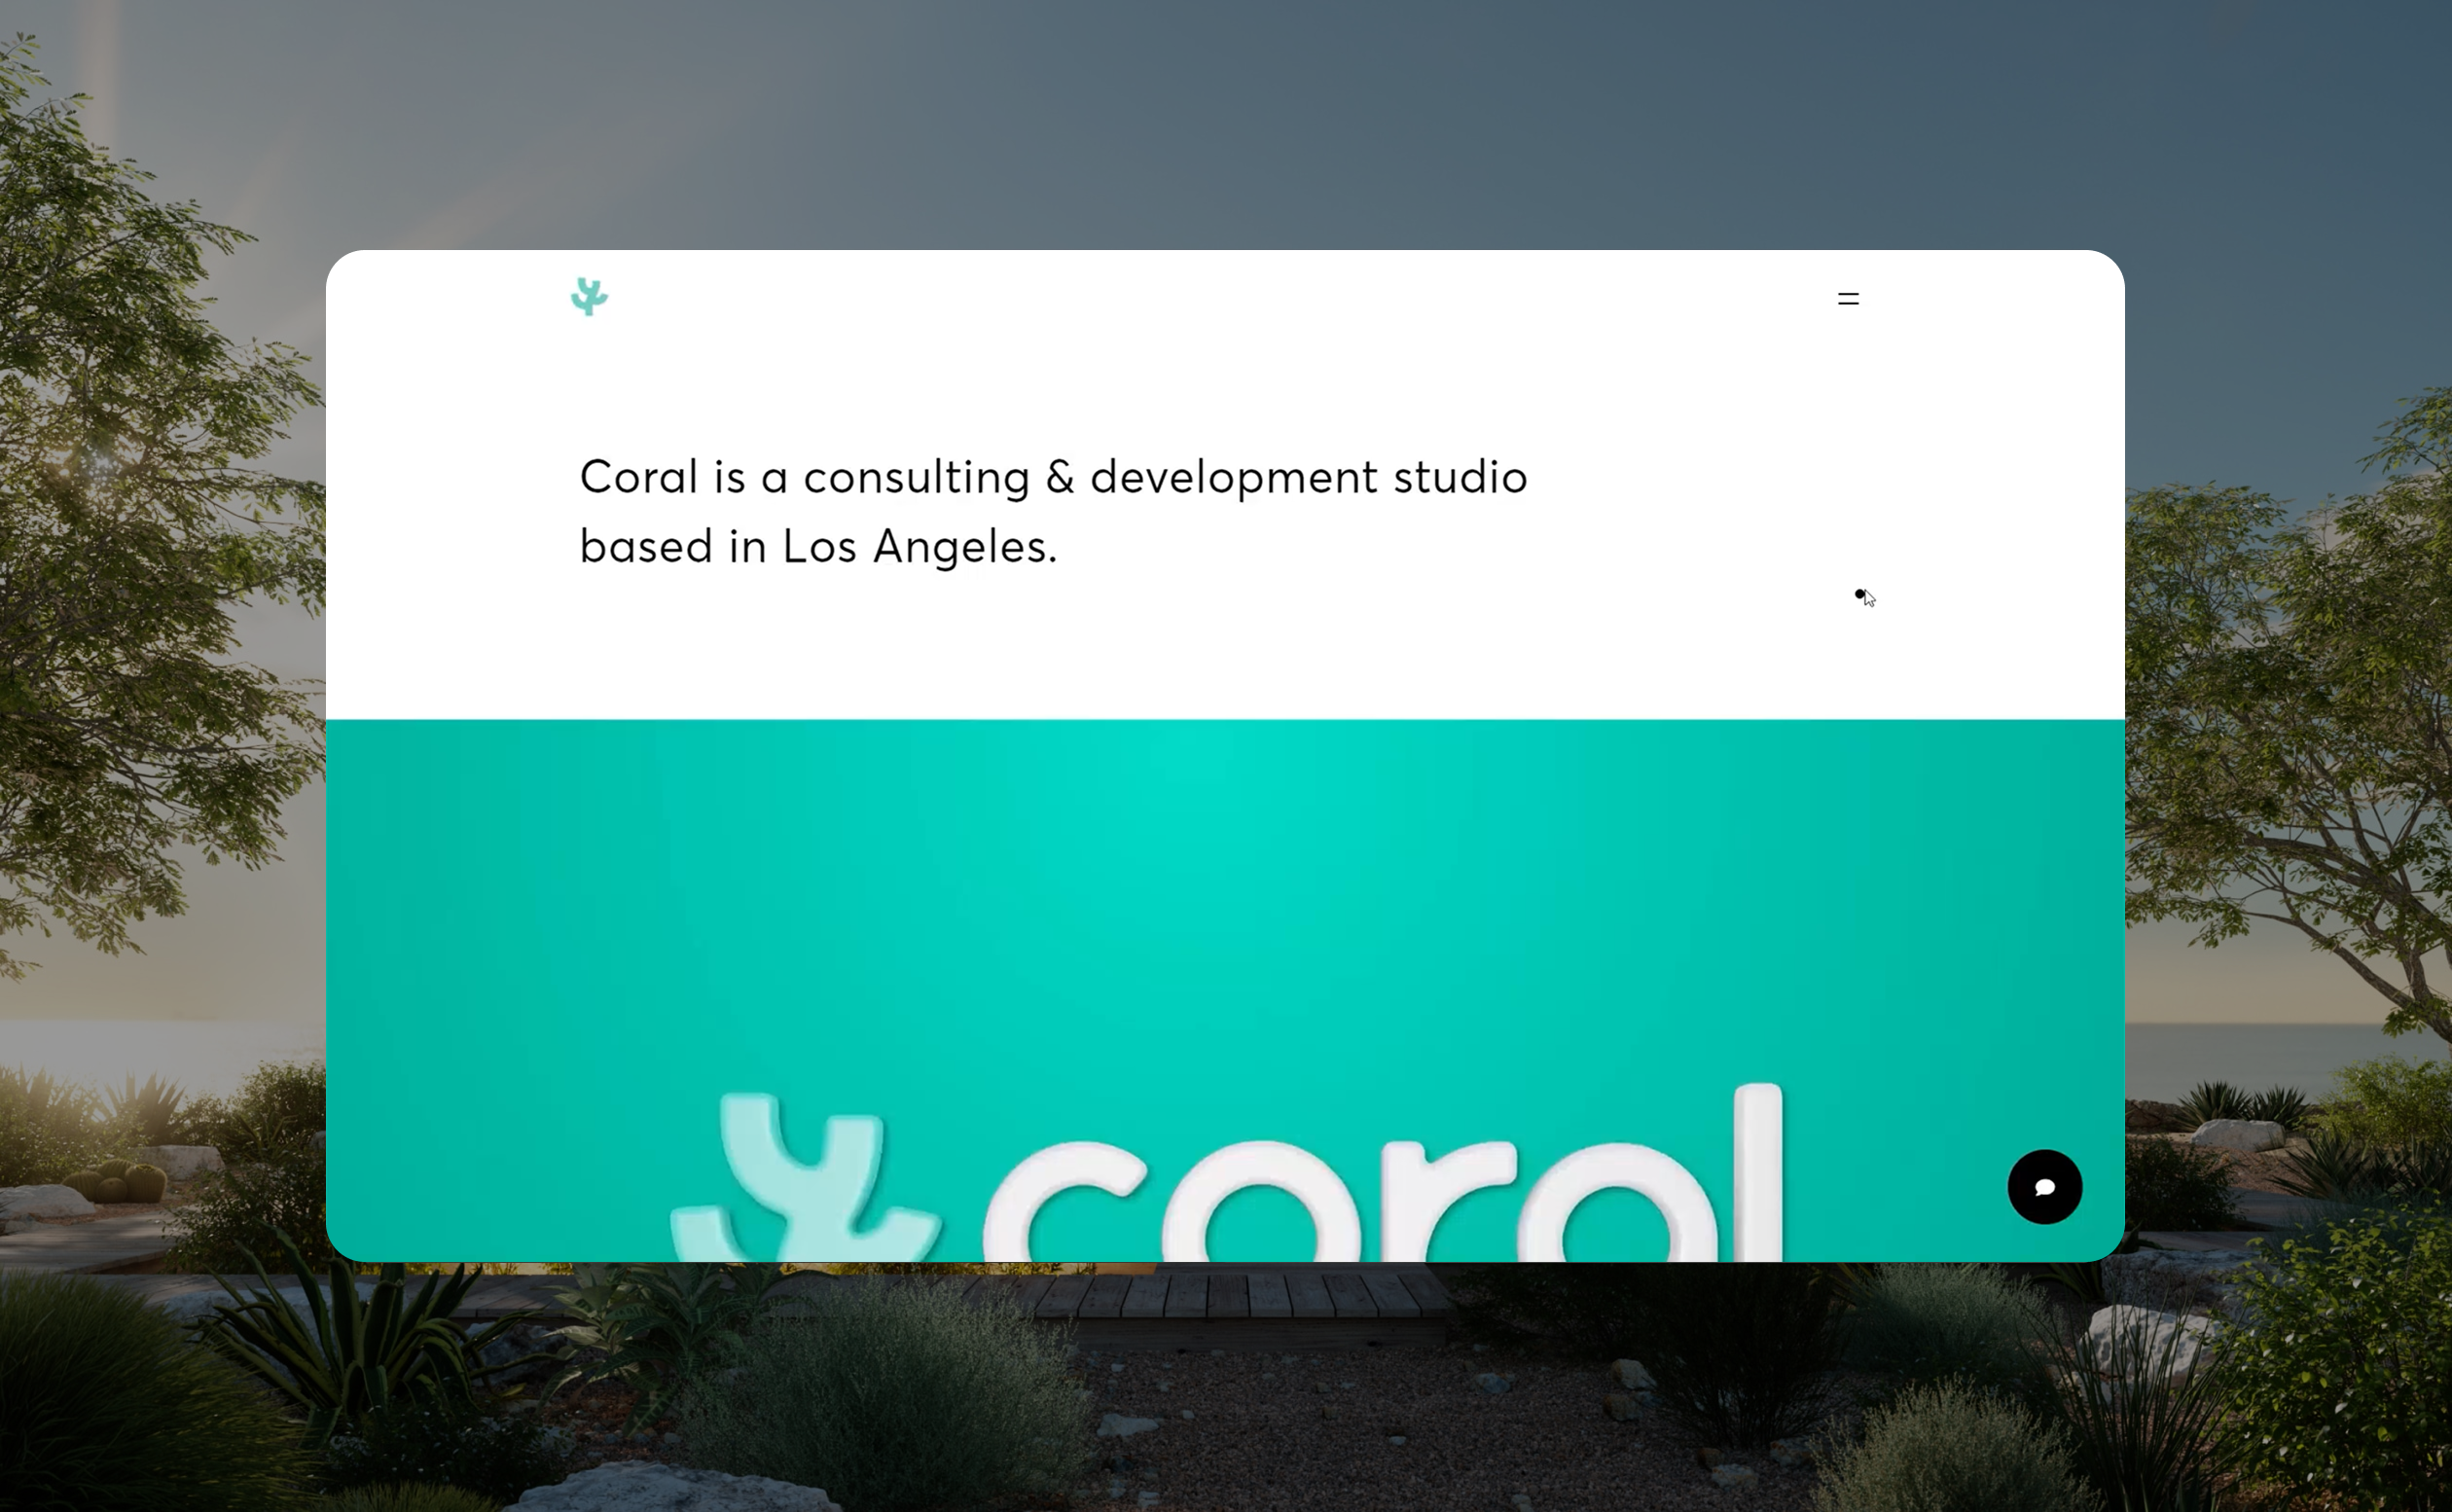 Coral is a consulting & development studio
based in Los Angeles.
coral